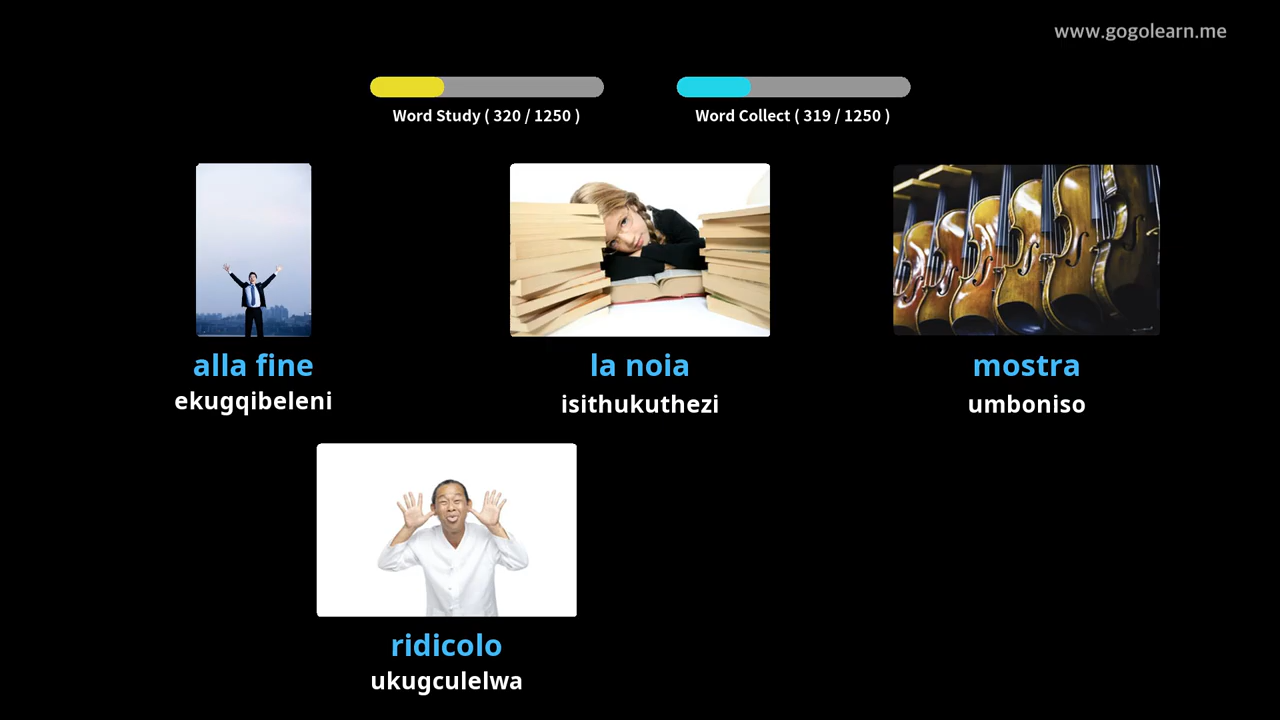 www.gogolearn.me
Word Study ( 320 / 1250 )
Word Collect ( 319 / 1250 )
alla fine
ekugqibeleni
la noia
isithukuthezi
mostra
umboniso
ridicolo
ukugculelwa